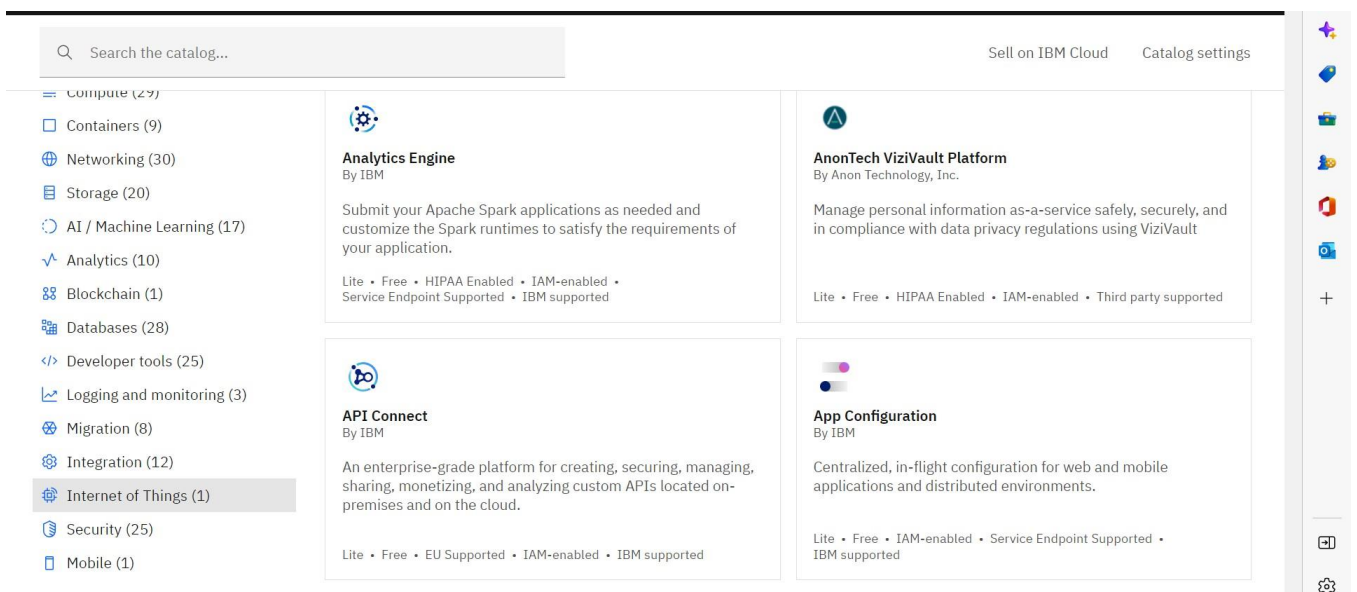 Search the catalog...
Sell on IBM Cloud
Catalog settings
Compute (29)
Containers (9)
Networking (30)
Storage (20)
AI / Machine Learning (17)
Analytics (10)
Blockchain (1)
Databases (28)
Developer tools (25)
Logging and monitoring (3)
Migration (8)
Integration (12)
Internet of Things (1)
Security (25)
Mobile (1)
Analytics Engine
By IBM
Submit your Apache Spark applications as needed and
customize the Spark runtimes to satisfy the requirements of
your application.
Lite • Free • HIPAA Enabled • IAM-enabled •
Service Endpoint Supported • IBM supported
AnonTech ViziVault Platform
By Anon Technology, Inc.
Manage personal information as-a-service safely, securely, and
in compliance with data privacy regulations using ViziVault
Lite • Free • HIPAA Enabled • IAM-enabled • Third party supported
API Connect
By IBM
An enterprise-grade platform for creating, securing, managing,
sharing, monetizing, and analyzing custom APIs located on-
premises and on the cloud.
Lite • Free • EU Supported • IAM-enabled • IBM supported
App Configuration
By IBM
Centralized, in-flight configuration for web and mobile
applications and distributed environments.
Lite • Free • IAM-enabled • Service Endpoint Supported •
IBM supported